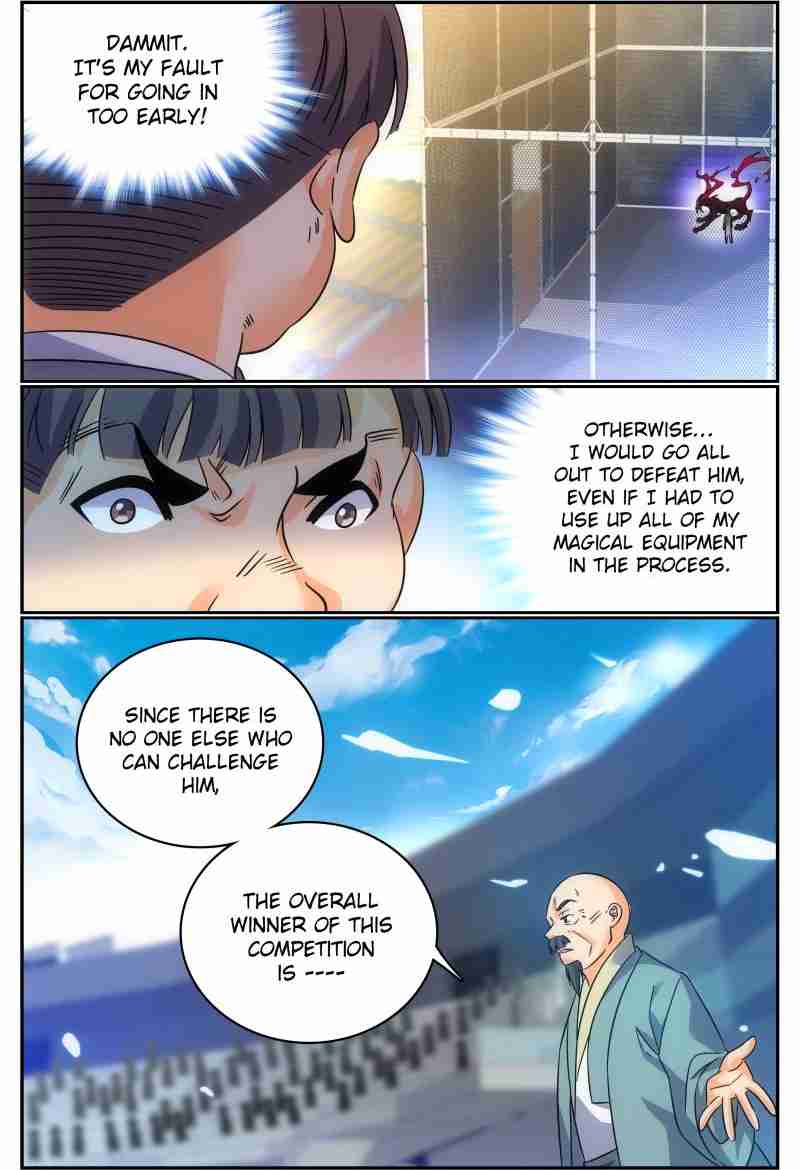 DAMMIT.
IT'S MY FAULT
FOR GOING IN
TOO EARLY!
OTHERWISE...
I WOULD GO ALL
OUT TO DEFEAT HIM,
EVEN IF I HAD TO
USE UP ALL OF MY
MAGICAL EQUIPMENT
IN THE PROCESS.
SINCE THERE IS
NO ONE ELSE WHO
CAN CHALLENGE
HIM,
THE OVERALL
WINNER OF THIS
COMPETITION
IS ----